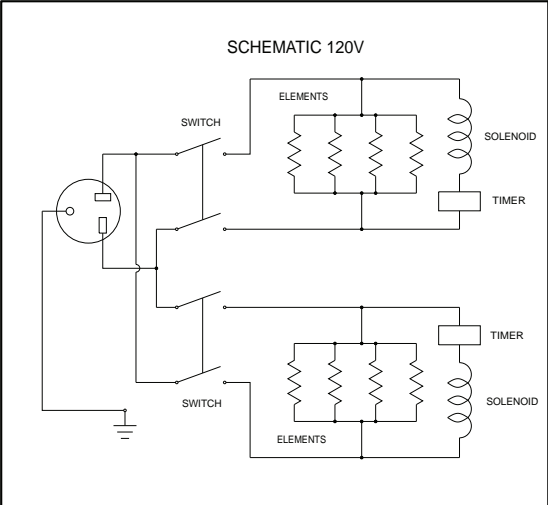 SCHEMATIC 120V
ELEMENTS
SWITCH
SOLENOID
TIMER
TIMER
SOLENOID
SWITCH
ELEMENTS